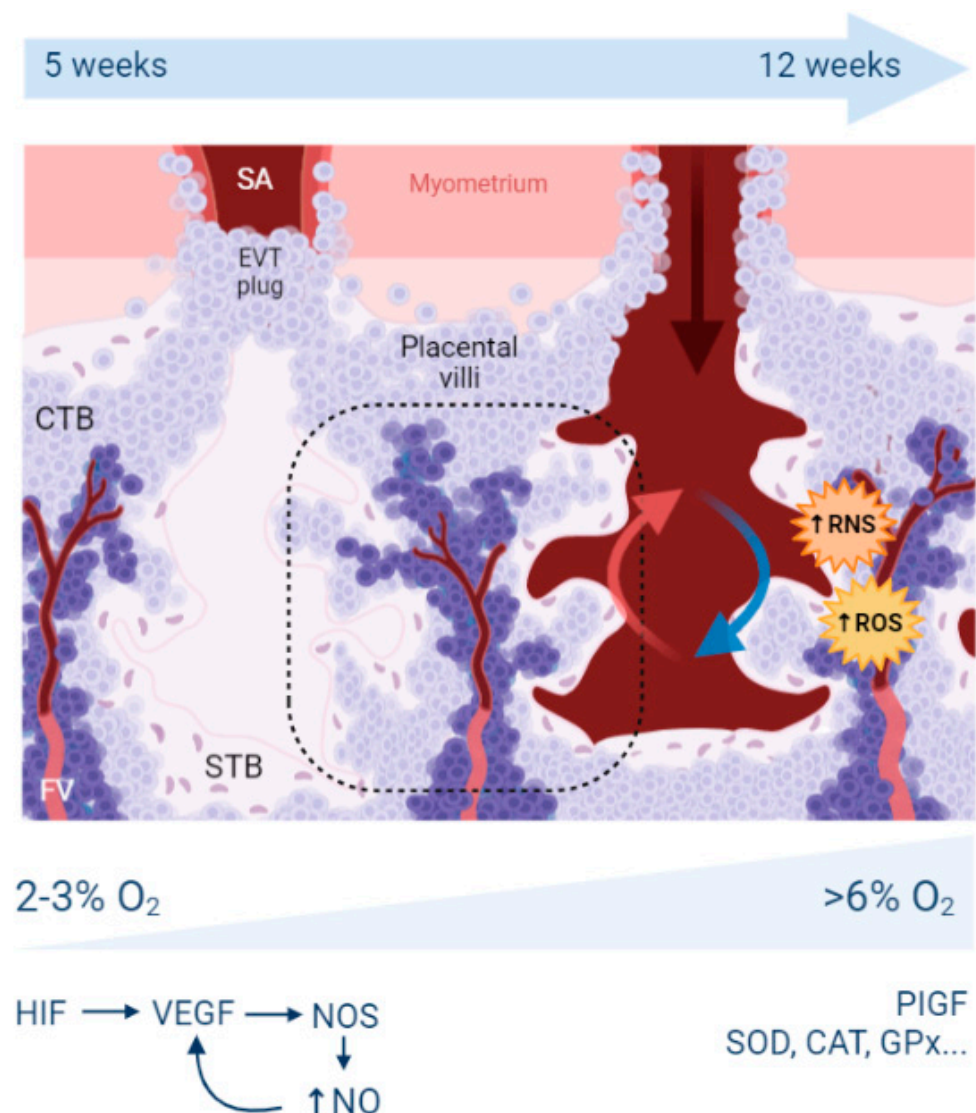 5 weeks
12 weeks
SA
Myometrium
EVT
plug
Placental
villi
CTB
↑RNS
↑ROS
STB
FV
2-3% O₂
>6% O₂
HIF → VEGF → NOS
↑NO
PIGF
SOD, CAT, GPx...